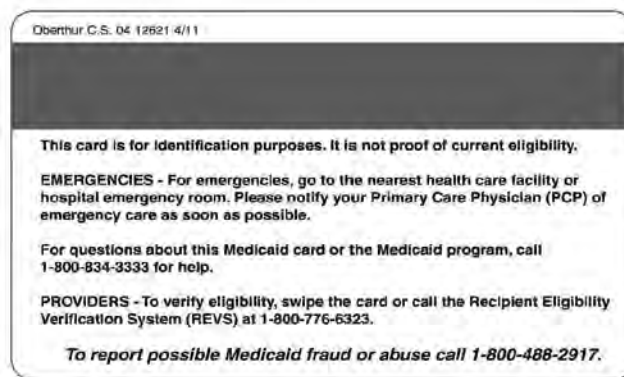 Oberthur C.S. 04 12621 4/11
This card is for identification purposes. It is not proof of current eligibility.
EMERGENCIES - For emergencies, go to the nearest health care facility or
hospital emergency room. Please notify your Primary Care Physician (PCP) of
emergency care as soon as possible.
For questions about this Medicaid card or the Medicaid program, call
1-800-834-3333 for help.
PROVIDERS - To verify eligibility, swipe the card or call the Recipient Eligibility
Verification System (REVS) at 1-800-776-6323.
To report possible Medicaid fraud or abuse call 1-800-488-2917.